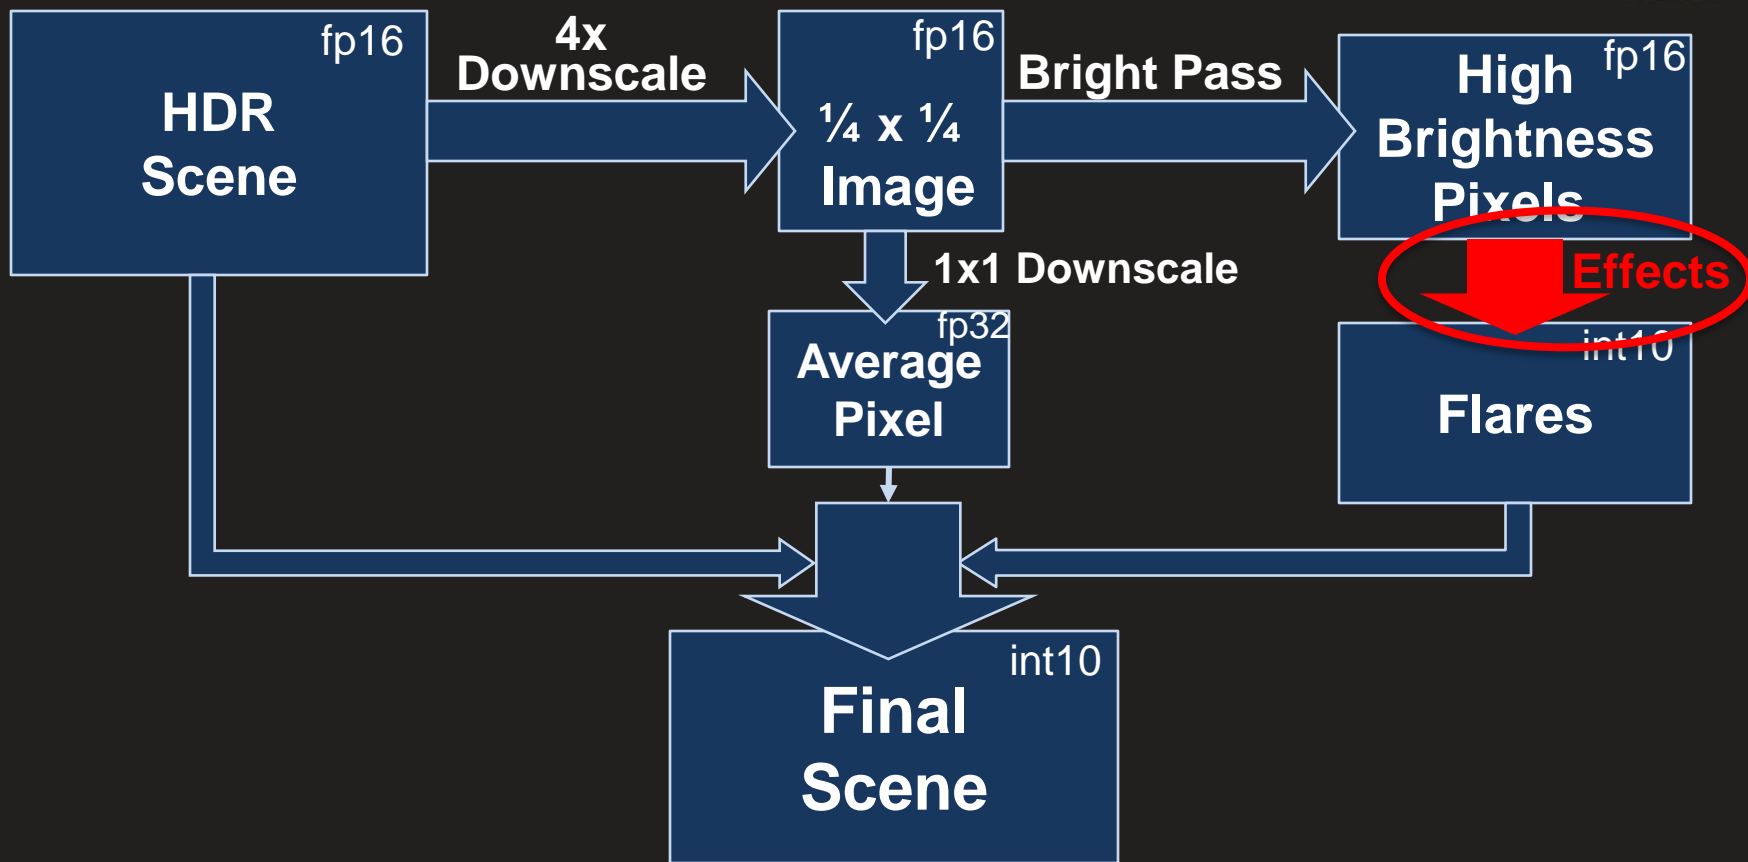 fp16
HDR
Scene
4x
Downscale
fp16
¼ x ¼
Image
Bright Pass
fp16
High
Brightness
Pixels
1x1 Downscale
Effects
fp32
Average
Pixel
int10
Flares
int10
Final
Scene